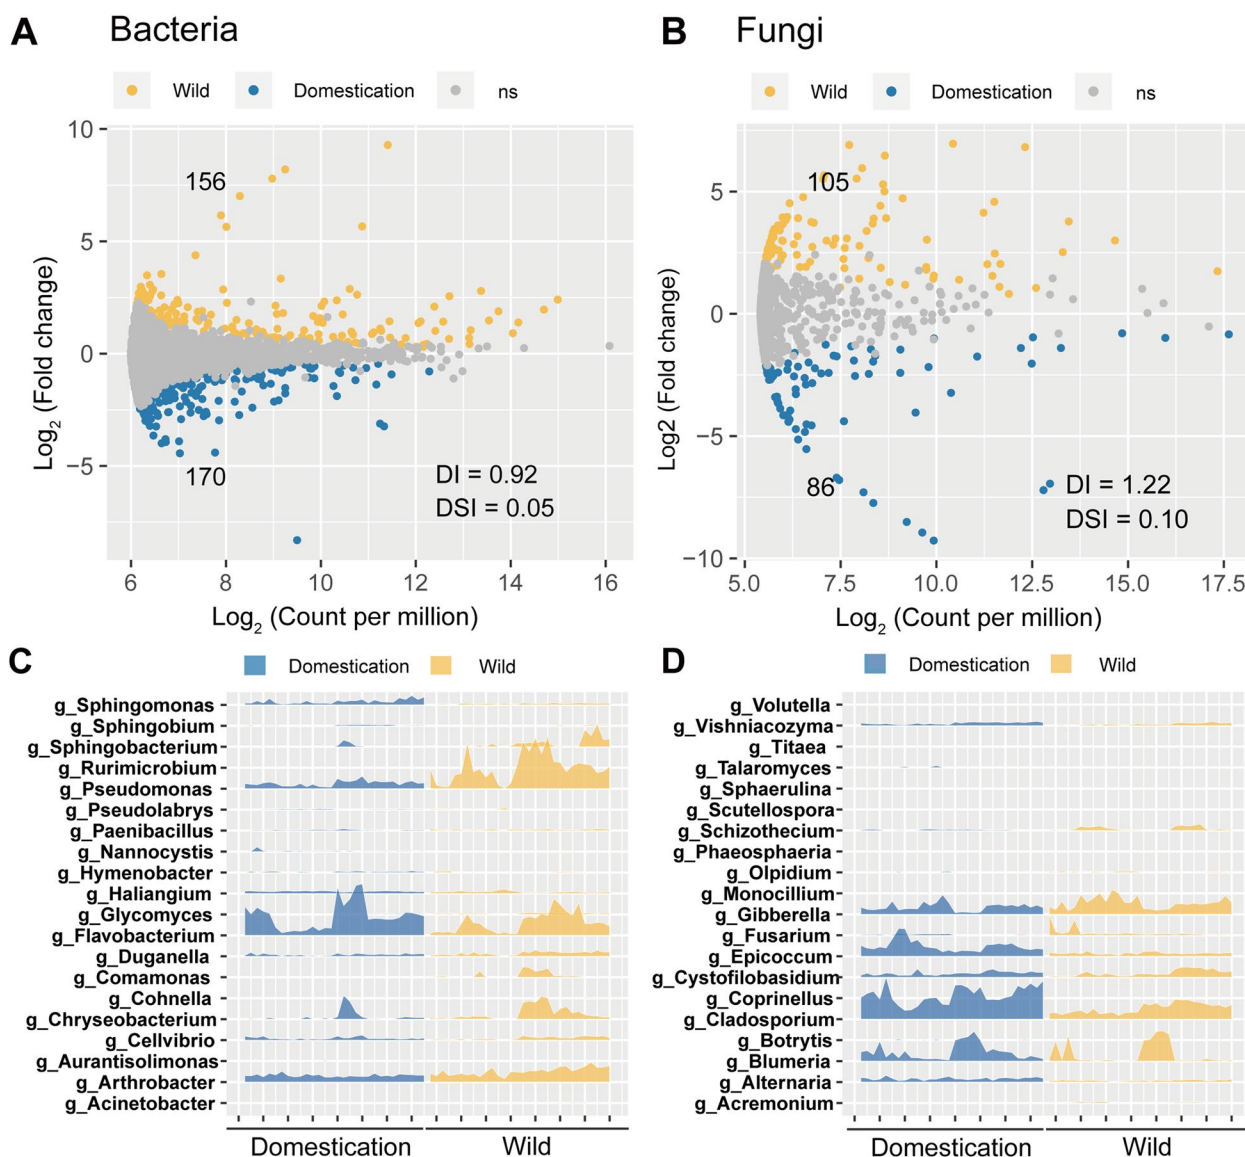 A Bacteria
Wild Domestication ns
10
5
0
−5
Log2 (Fold change)
156
170
DI = 0.92
DSI = 0.05
6 8 10 12 14 16
Log2 (Count per million)
B Fungi
Wild Domestication ns
5
0
−5
−10
Log2 (Fold change)
105
86
DI = 1.22
DSI = 0.10
5.0 7.5 10.0 12.5 15.0 17.5
Log2 (Count per million)
C
Domestication Wild
g_Sphingomonas
g_Sphingobium
g_Sphingobacterium
g_Rurimicrobium
g_Pseudomonas
g_Pseudolabrys
g_Paenibacillus
g_Nannocystis
g_Hymenobacter
g_Haliangium
g_Glycomyces
g_Flavobacterium
g_Duganella
g_Comamonas
g_Cohnella
g_Chryseobacterium
g_Cellvibrio
g_Aurantisolimonas
g_Arthrobacter
g_Acinetobacter
Domestication Wild
D
Domestication Wild
g_Volutella
g_Vishniacozyma
g_Titaea
g_Talaromyces
g_Sphaerulina
g_Scutellospora
g_Schizothecium
g_Phaeosphaeria
g_Olpidium
g_Monocillium
g_Gibberella
g_Fusarium
g_Epicoccum
g_Cystofilobasidium
g_Coprinellus
g_Cladosporium
g_Botrytis
g_Blumeria
g_Alternaria
g_Acremonium
Domestication Wild